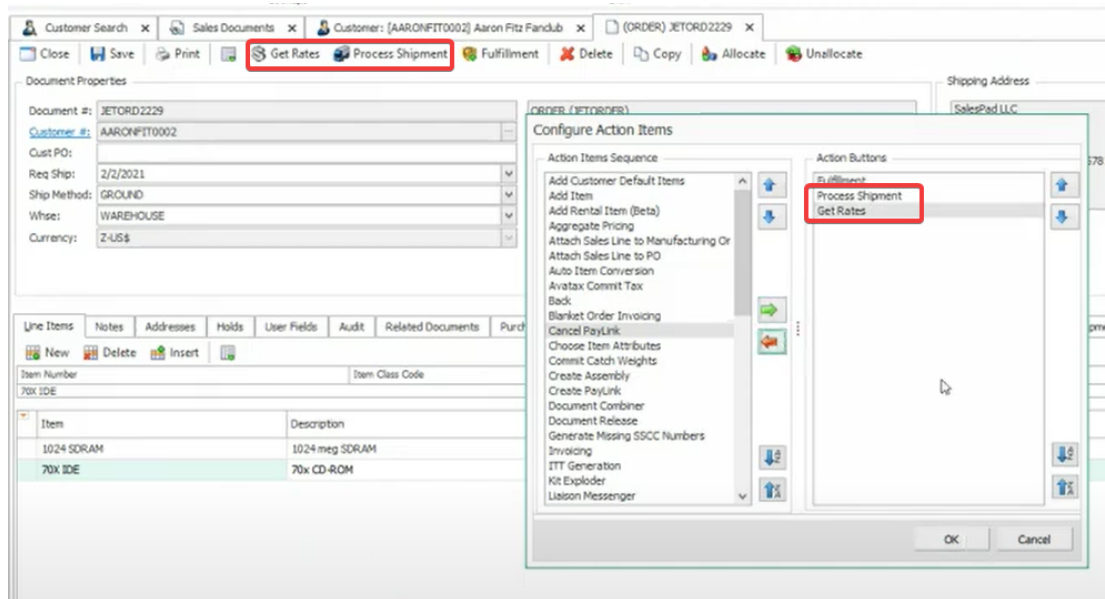 Customer Search x Sales Documents x Customer: [AARONFIT0002] Aaron Fitz Fandub x (ORDER) JETORD2229 x
Close Save Print Get Rates Process Shipment Fulfillment Delete Copy Allocate Unallocate
Document Properties
Shipping Address
Document #: JETORD2229
ORDER (JETORDER)
SalesPad LLC
Customer #: AARONFIT0002
Cust PO:
Req Ship: 2/2/2021
Ship Method: GROUND
Whse: WAREHOUSE
Currency: Z-US$
578
Configure Action Items
Action Items Sequence
Add Customer Default Items
Add Item
Add Rental Item (Beta)
Aggregate Pricing
Attach Sales Line to Manufacturing Or
Attach Sales Line to PO
Auto Item Conversion
Avatax Commit Tax
Back
Blanket Order Invoicing
Cancel PayLink
Choose Item Attributes
Commit Catch Weights
Create Assembly
Create PayLink
Document Combiner
Document Release
Generate Missing SSCC Numbers
Invoicing
ITT Generation
Kit Exploder
Liaison Messenger
Action Buttons
Fulfillment
Process Shipment
Get Rates
OK Cancel
Line Items Notes Addresses Holds User Fields Audit Related Documents Purch
New Delete Insert
Item Number Item Class Code
70X IDE
Item Description
1024 SDRAM 1024 meg SDRAM
70X IDE 70x CD-ROM